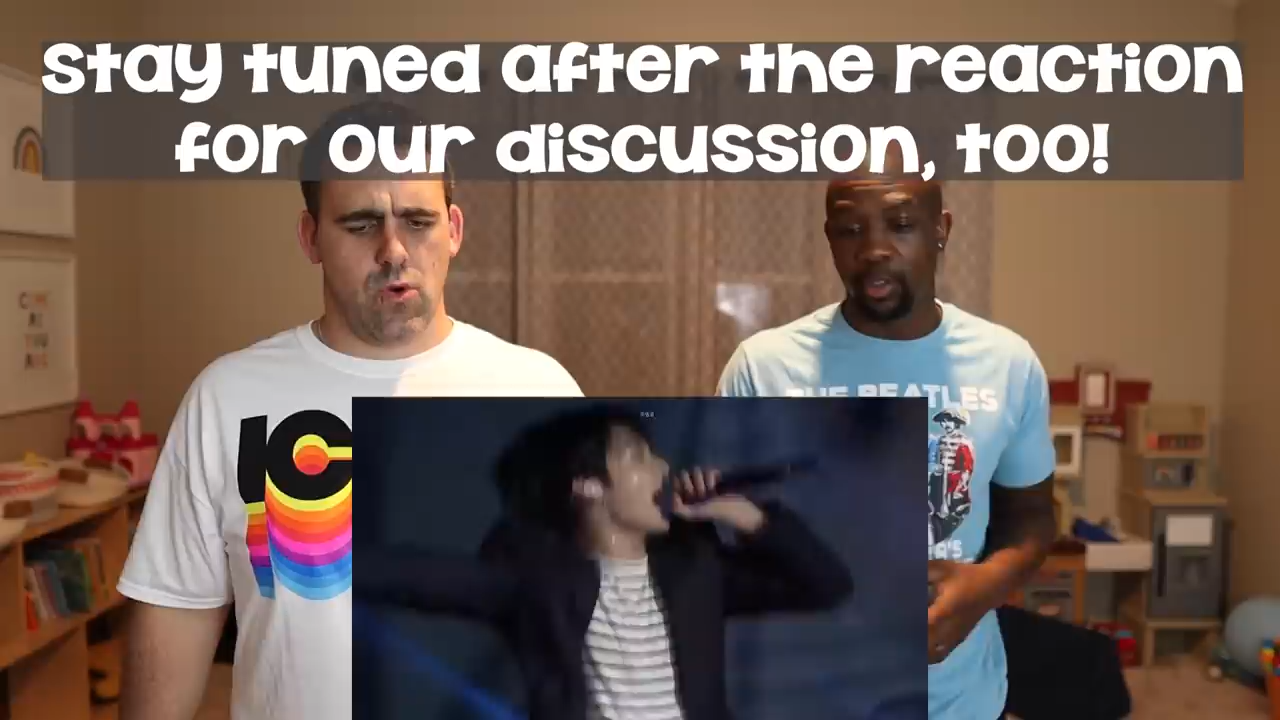 stay tuned after the reaction
for our discussion, too!
THE BEATLES